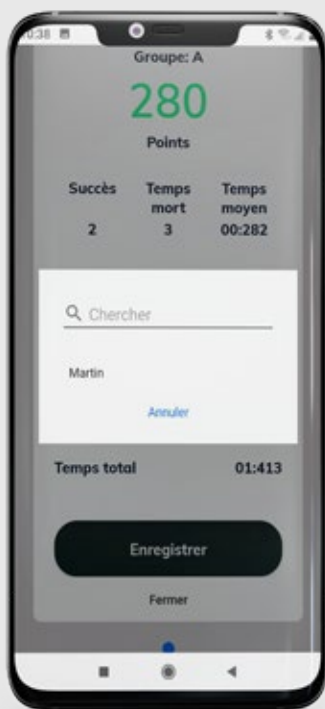 10:38
Groupe: A
280
Points
Succès Temps mort Temps moyen
2 3 00:282
Chercher
Martin
Annuler
Temps total 01:413
Enregistrer
Fermer